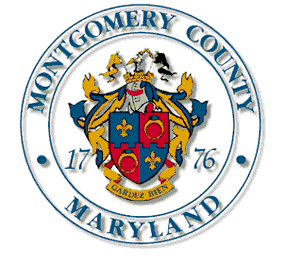 MONTGOMERY COUNTY
17 76
GARDEZ BIEN
MARYLAND